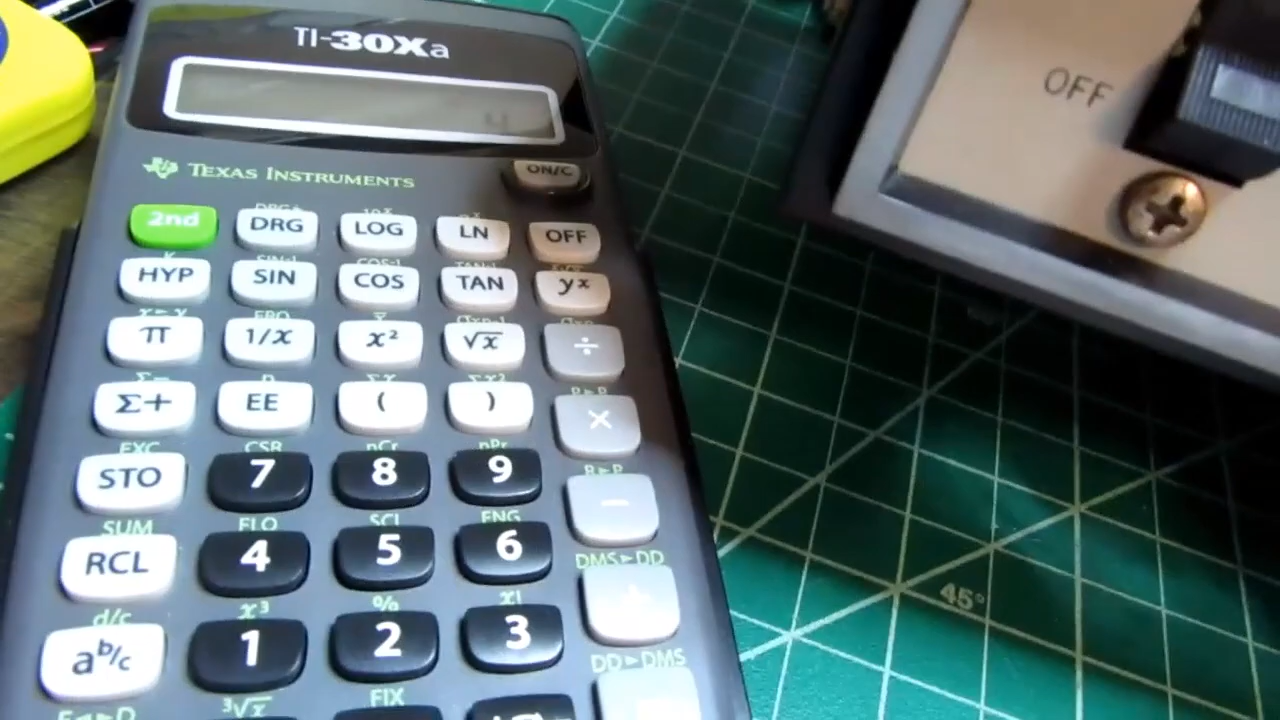 TI-30Xa
TEXAS INSTRUMENTS
ON/C
2nd DRG LOG LN OFF
HYP SIN COS TAN yx
π 1/x x² √x ÷
Σ+ EE ( ) ×
EXC CSR nCr nPr
STO 7 8 9 −
SUM FLO SCI ENG
RCL 4 5 6 +
DMS►DD
d/c x³ % x!
a b/c 1 2 3
DD►DMS
F◄►D ³√x FIX
OFF
45°